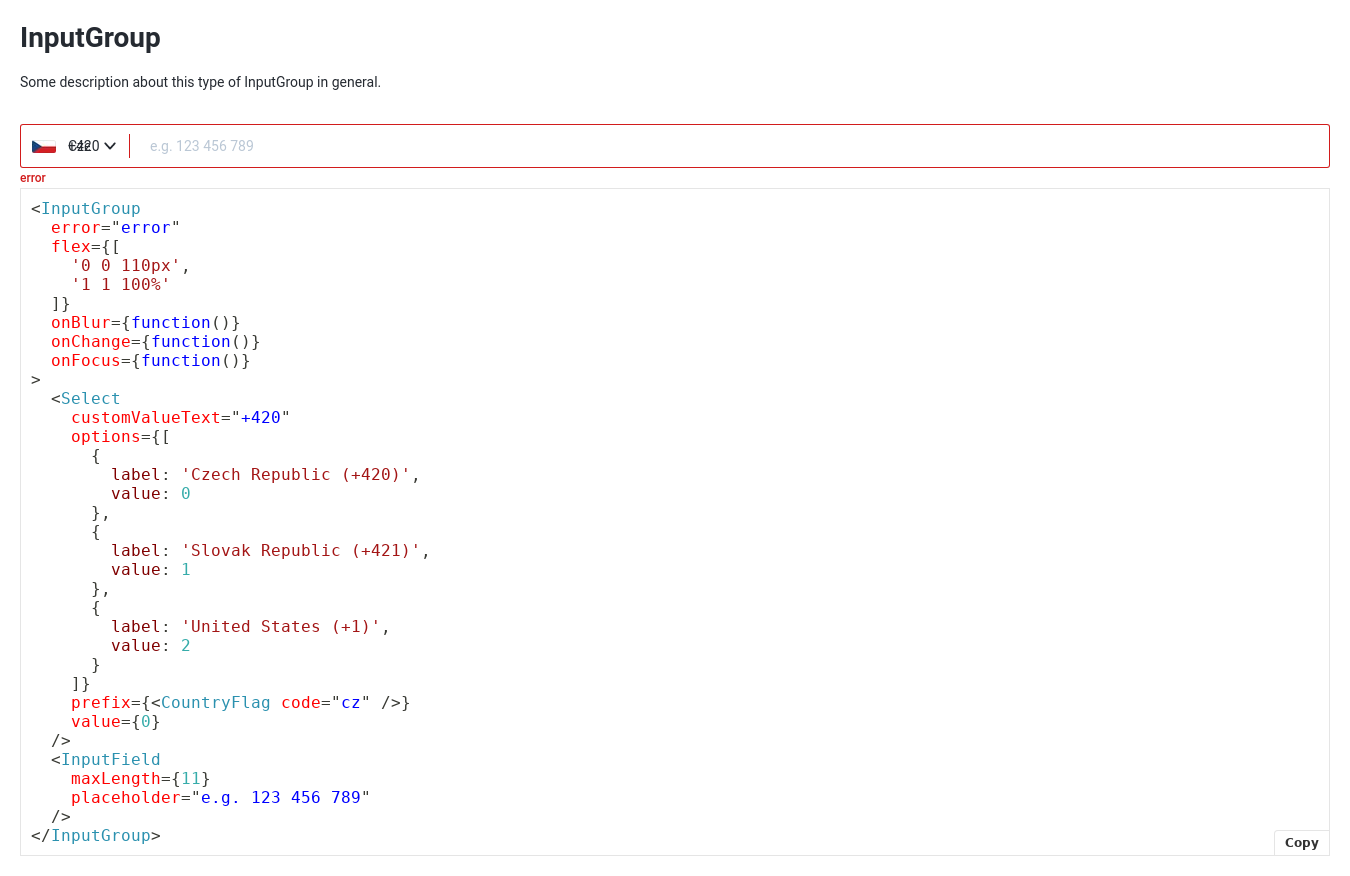 InputGroup
Some description about this type of InputGroup in general.
+420 e.g. 123 456 789
error
<InputGroup
  error="error"
  flex={[
    '0 0 110px',
    '1 1 100%'
  ]}
  onBlur={function()}
  onChange={function()}
  onFocus={function()}
>
  <Select
    customValueText="+420"
    options={[
      {
        label: 'Czech Republic (+420)',
        value: 0
      },
      {
        label: 'Slovak Republic (+421)',
        value: 1
      },
      {
        label: 'United States (+1)',
        value: 2
      }
    ]}
    prefix={<CountryFlag code="cz" />}
    value={0}
  />
  <InputField
    maxLength={11}
    placeholder="e.g. 123 456 789"
  />
</InputGroup>
Copy